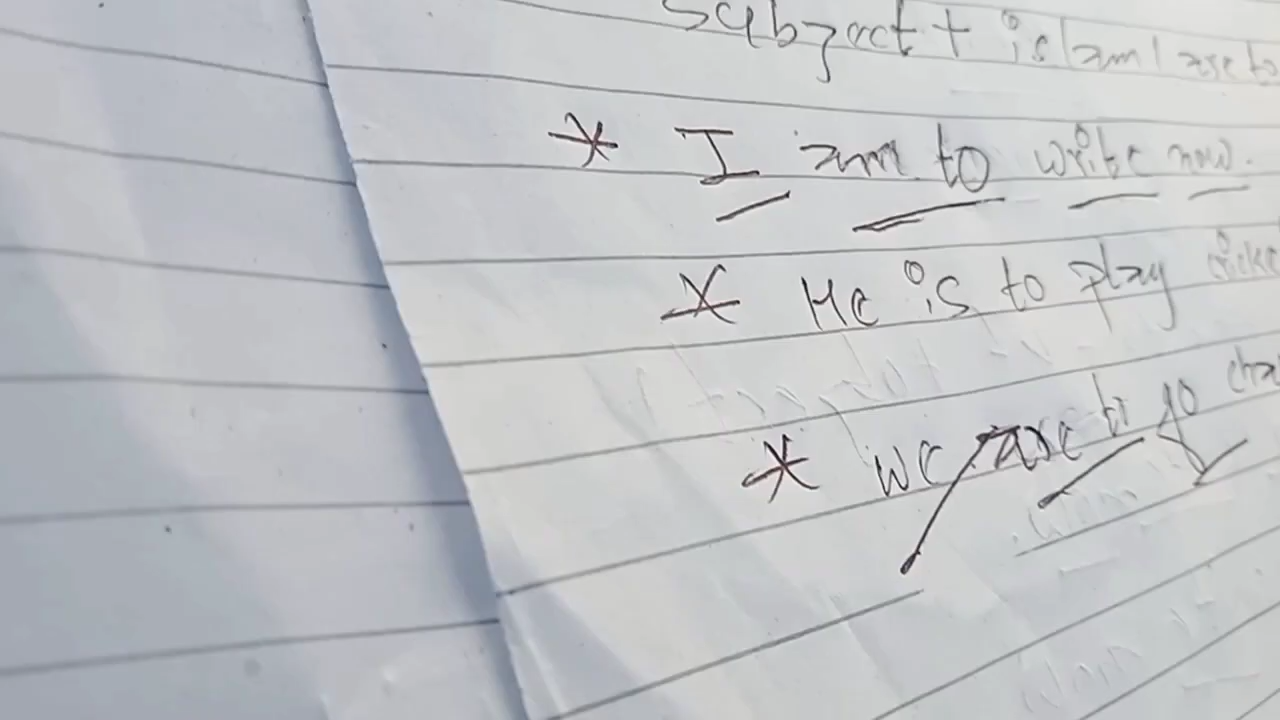 Subject + is/am/are to
* I am to write now.
* He is to play
* We are to go